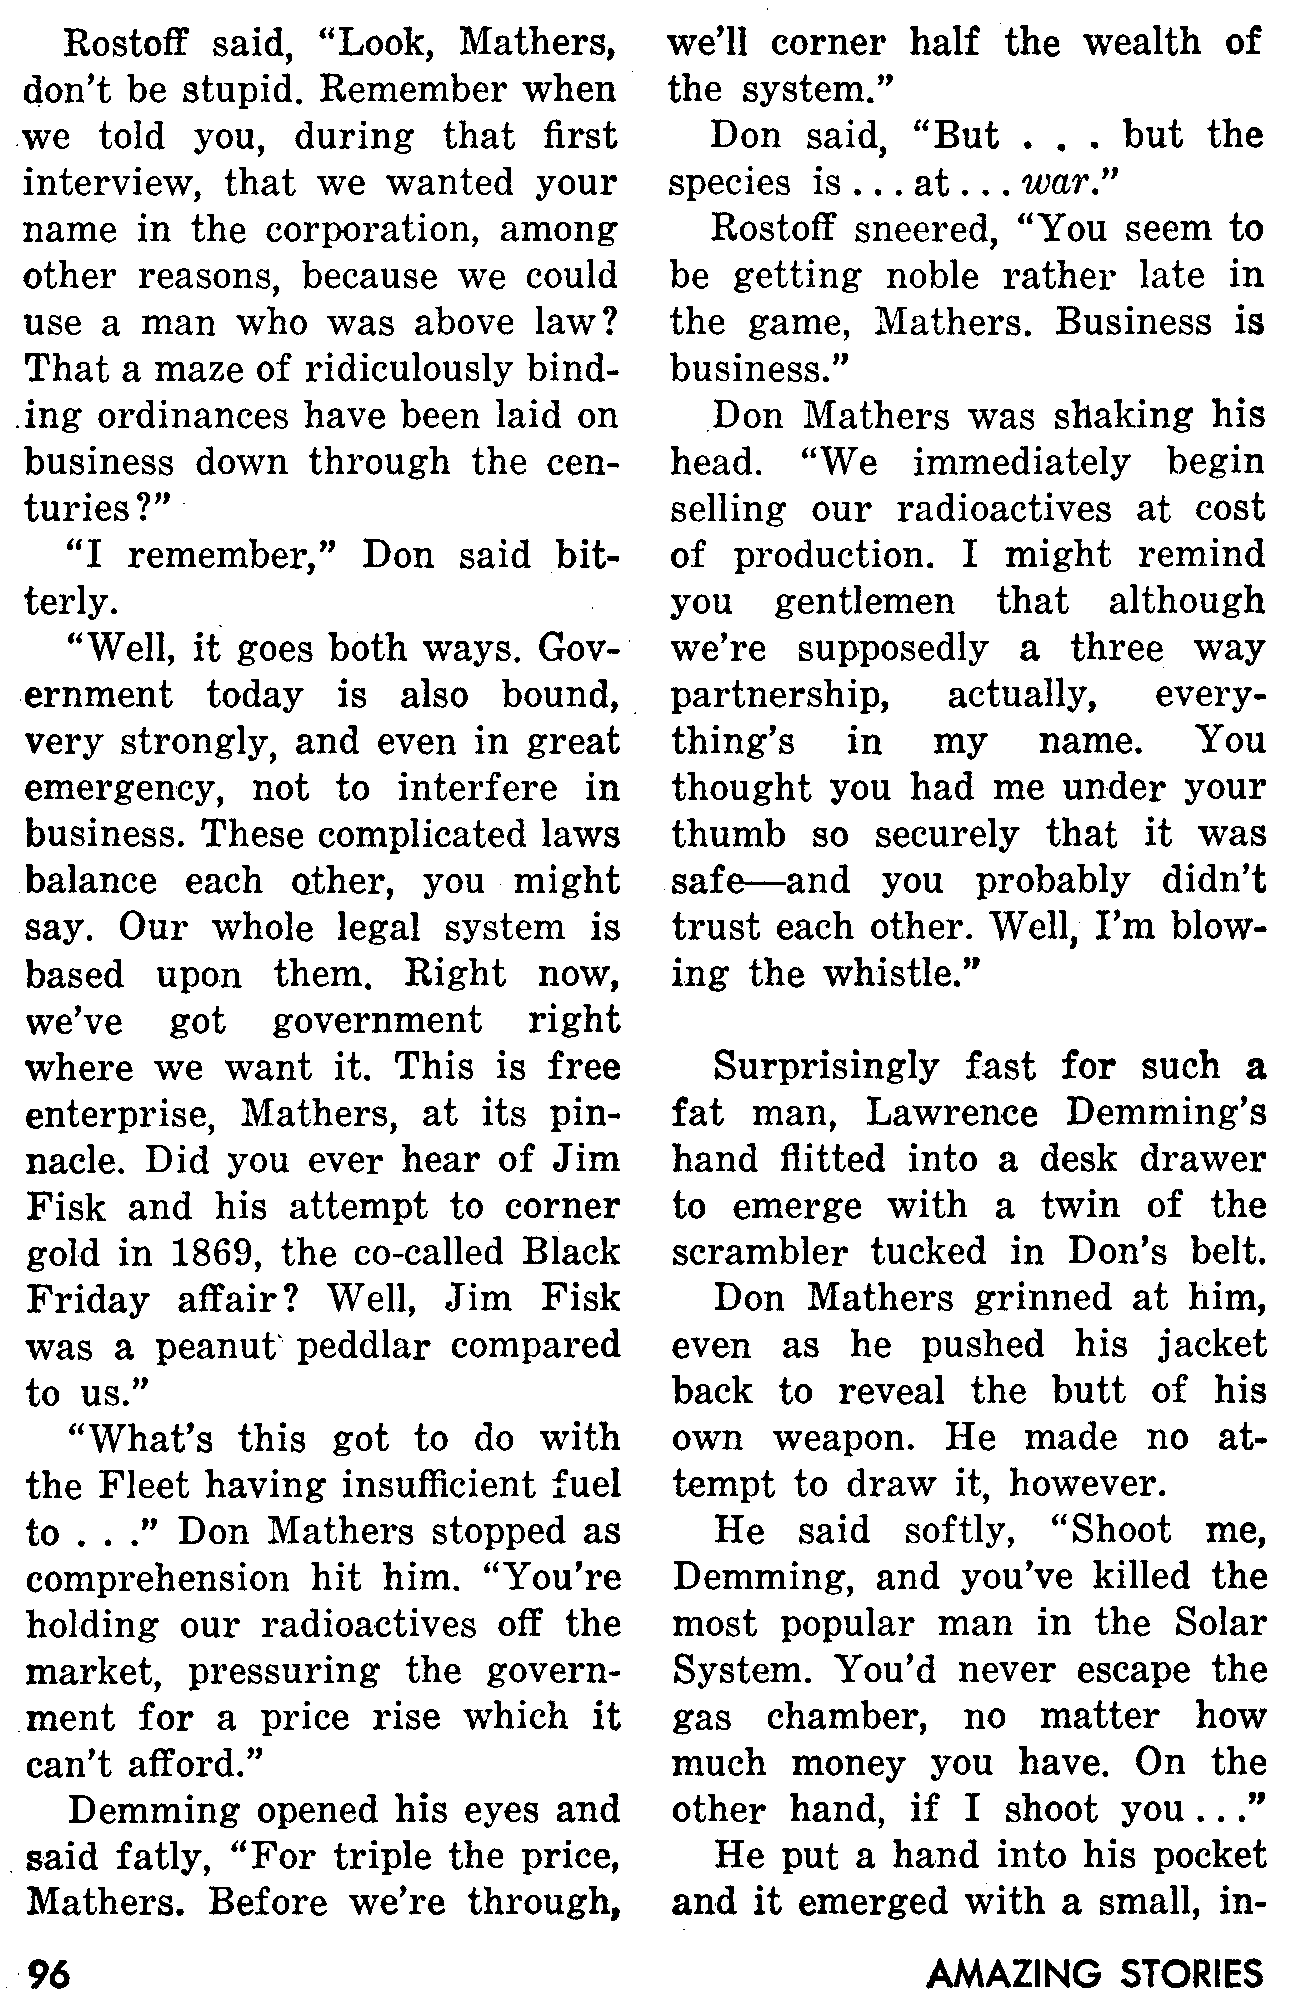 Rostoff said, “Look, Mathers,
don’t be stupid. Remember when
we told you, during that first
interview, that we wanted your
name in the corporation, among
other reasons, because we could
use a man who was above law?
That a maze of ridiculously bind-
ing ordinances have been laid on
business down through the cen-
turies?”
“I remember,” Don said bit-
terly.
“Well, it goes both ways. Gov-
ernment today is also bound,
very strongly, and even in great
emergency, not to interfere in
business. These complicated laws
balance each other, you might
say. Our whole legal system is
based upon them. Right now,
we’ve got government right
where we want it. This is free
enterprise, Mathers, at its pin-
nacle. Did you ever hear of Jim
Fisk and his attempt to corner
gold in 1869, the co-called Black
Friday affair? Well, Jim Fisk
was a peanut peddlar compared
to us.”
“What’s this got to do with
the Fleet having insufficient fuel
to . . .” Don Mathers stopped as
comprehension hit him. “You’re
holding our radioactives off the
market, pressuring the govern-
ment for a price rise which it
can’t afford.”
Demming opened his eyes and
said fatly, “For triple the price,
Mathers. Before we’re through,
we’ll corner half the wealth of
the system.”
Don said, “But . . . but the
species is . . . at . . . war.”
Rostoff sneered, “You seem to
be getting noble rather late in
the game, Mathers. Business is
business.”
Don Mathers was shaking his
head. “We immediately begin
selling our radioactives at cost
of production. I might remind
you gentlemen that although
we’re supposedly a three way
partnership, actually, every-
thing’s in my name. You
thought you had me under your
thumb so securely that it was
safe—and you probably didn’t
trust each other. Well, I’m blow-
ing the whistle.”
Surprisingly fast for such a
fat man, Lawrence Demming’s
hand flitted into a desk drawer
to emerge with a twin of the
scrambler tucked in Don’s belt.
Don Mathers grinned at him,
even as he pushed his jacket
back to reveal the butt of his
own weapon. He made no at-
tempt to draw it, however.
He said softly, “Shoot me,
Demming, and you’ve killed the
most popular man in the Solar
System. You’d never escape the
gas chamber, no matter how
much money you have. On the
other hand, if I shoot you . . .”
He put a hand into his pocket
and it emerged with a small, in-
96
AMAZING STORIES